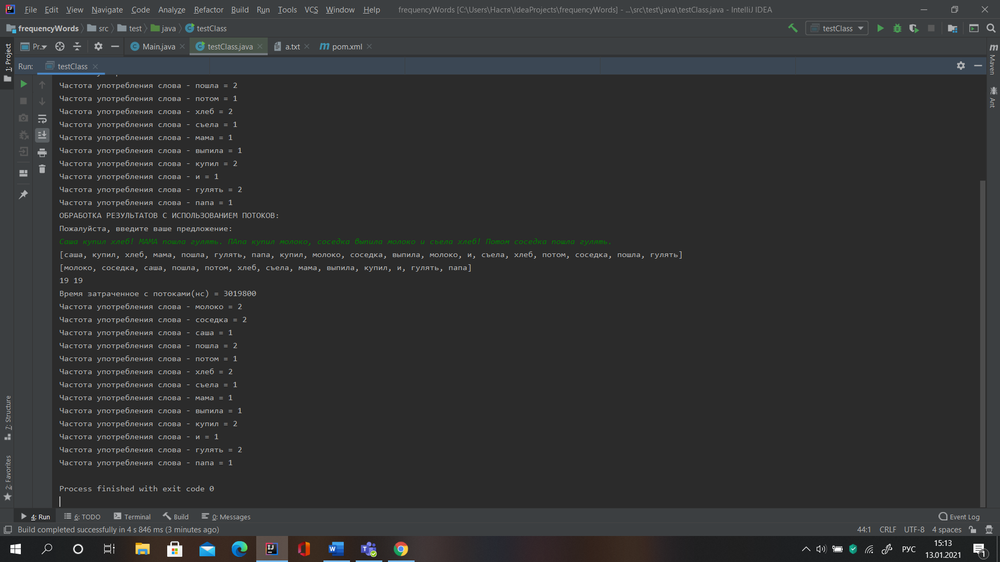 File Edit View Navigate Code Analyze Refactor Build Run Tools VCS Window Help frequencyWords [C:\Users\Настя\IdeaProjects\frequencyWords] - ...\src\test\java\testClass.java - IntelliJ IDEA
frequencyWords src test java testClass testClass
1: Project Pr... Main.java testClass.java a.txt pom.xml Maven
Run: testClass
Ant
Частота употребления слова - пошла = 2
Частота употребления слова - потом = 1
Частота употребления слова - хлеб = 2
Частота употребления слова - съела = 1
Частота употребления слова - мама = 1
Частота употребления слова - выпила = 1
Частота употребления слова - купил = 2
Частота употребления слова - и = 1
Частота употребления слова - гулять = 2
Частота употребления слова - папа = 1
ОБРАБОТКА РЕЗУЛЬТАТОВ С ИСПОЛЬЗОВАНИЕМ ПОТОКОВ:
Пожалуйста, введите ваше предложение:
Саша купил хлеб! МАМА пошла гулять. ПАпа купил молоко, соседка выпила молоко и съела хлеб! Потом соседка пошла гулять.
[саша, купил, хлеб, мама, пошла, гулять, папа, купил, молоко, соседка, выпила, молоко, и, съела, хлеб, потом, соседка, пошла, гулять]
[молоко, соседка, саша, пошла, потом, хлеб, съела, мама, выпила, купил, и, гулять, папа]
19 19
Время затраченное с потоками(нс) = 3019800
Частота употребления слова - молоко = 2
Частота употребления слова - соседка = 2
Частота употребления слова - саша = 1
Частота употребления слова - пошла = 2
Частота употребления слова - потом = 1
Частота употребления слова - хлеб = 2
Частота употребления слова - съела = 1
Частота употребления слова - мама = 1
Частота употребления слова - выпила = 1
Частота употребления слова - купил = 2
Частота употребления слова - и = 1
Частота употребления слова - гулять = 2
Частота употребления слова - папа = 1
Process finished with exit code 0
7: Structure
2: Favorites
4: Run 6: TODO Terminal Build 0: Messages Event Log
Build completed successfully in 4 s 846 ms (3 minutes ago) 44:1 CRLF UTF-8 4 spaces
РУС 15:13
13.01.2021 1